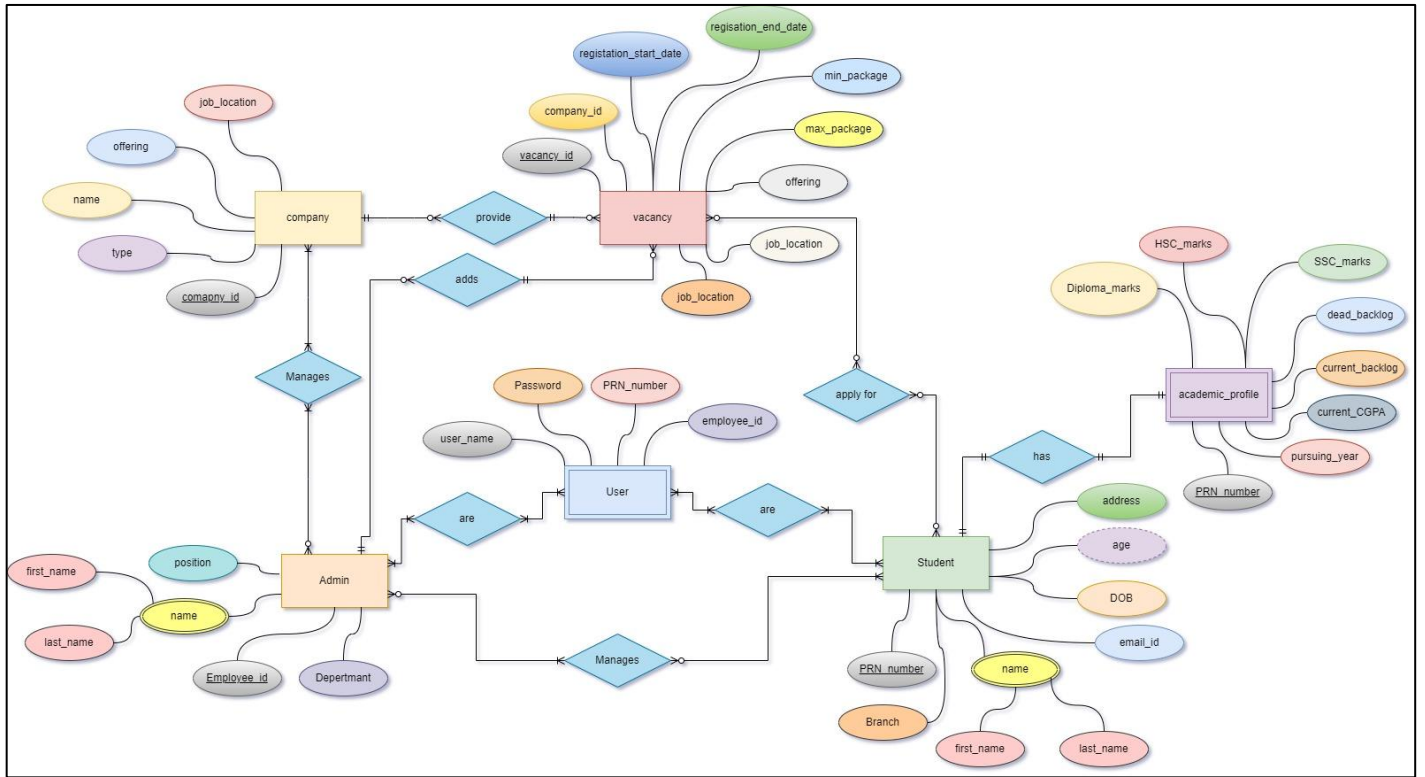 regisation_end_date
registation_start_date
min_package
job_location
company_id
max_package
offering
vacancy_id
offering
name
company
provide
vacancy
job_location
HSC_marks
type
SSC_marks
adds
Diploma_marks
comapny_id
job_location
dead_backlog
current_backlog
Manages
Password
PRN_number
apply for
academic_profile
current_CGPA
user_name
employee_id
has
pursuing_year
User
PRN_number
address
are
are
position
age
first_name
Admin
Student
name
DOB
last_name
email_id
Employee_id
Depertmant
Manages
PRN_number
name
Branch
first_name
last_name